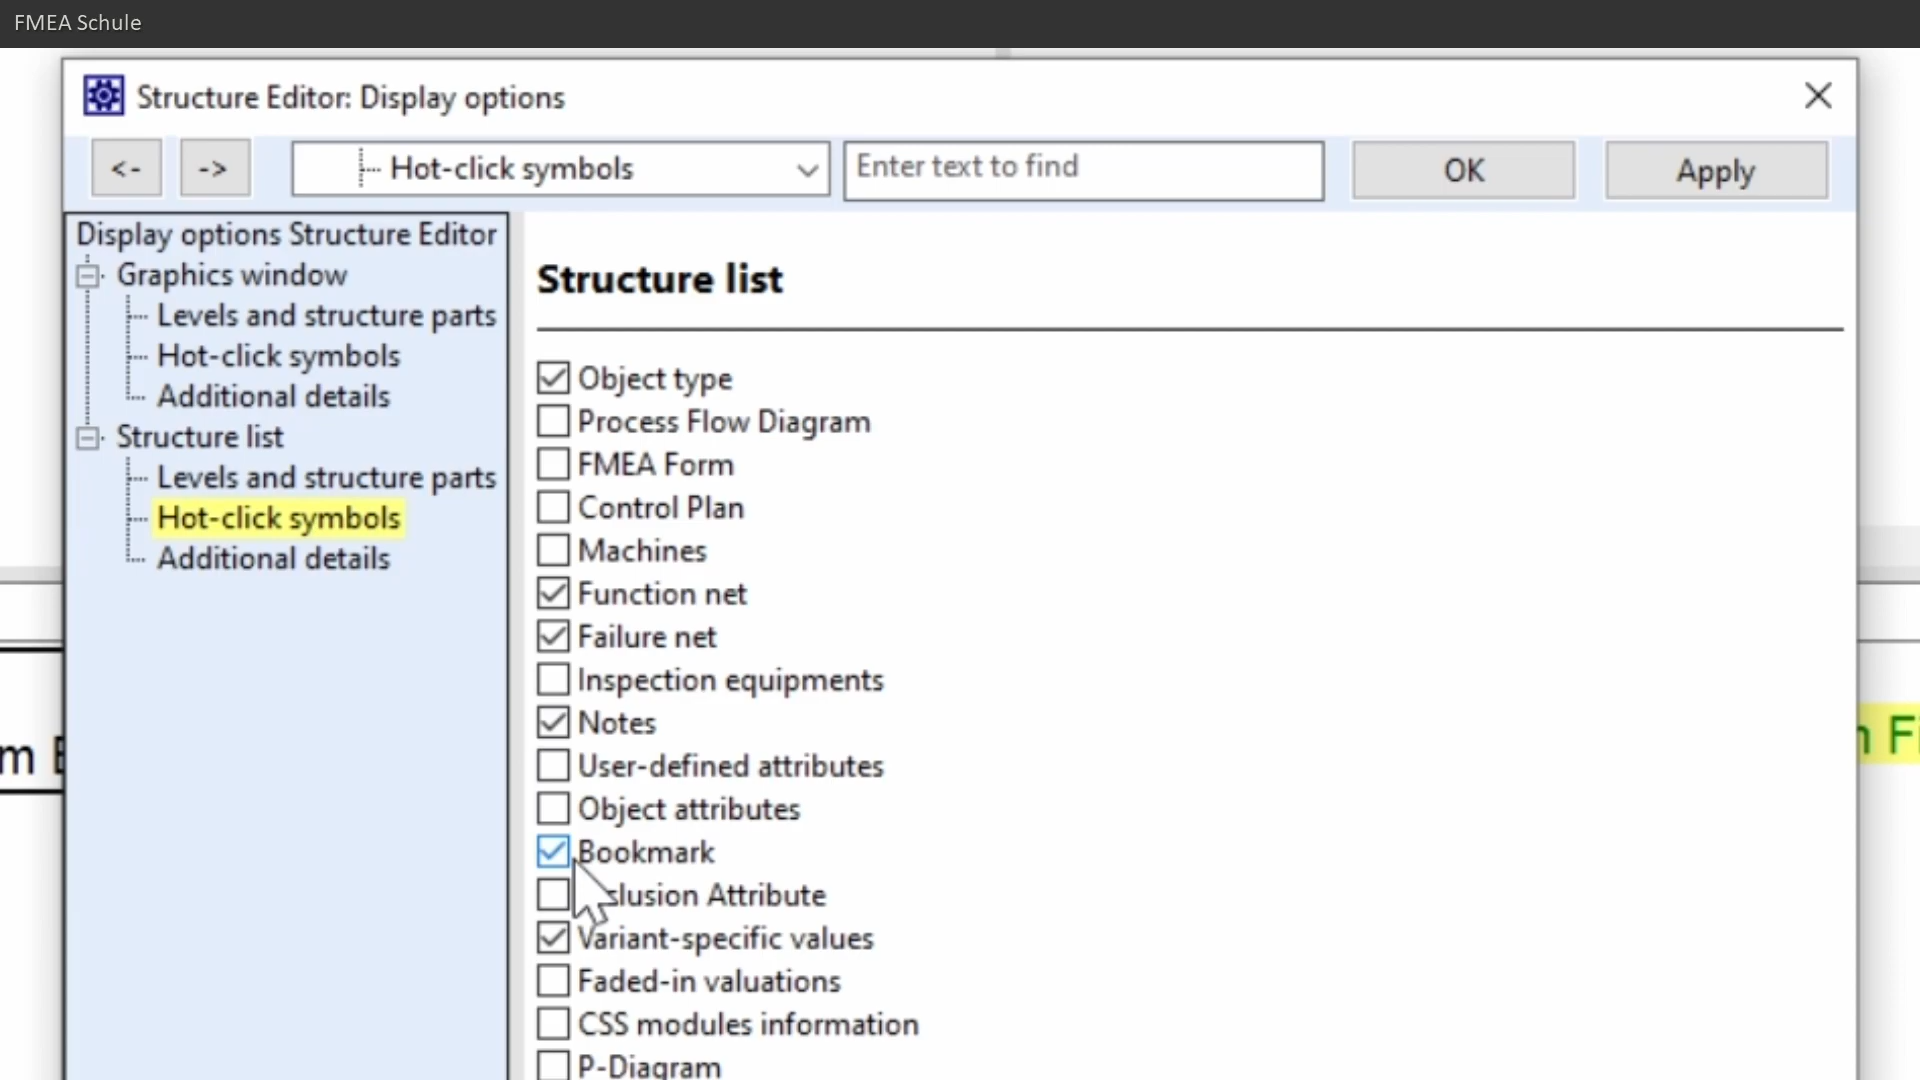 FMEA Schule
Structure Editor: Display options
<-
->
Hot-click symbols
Enter text to find
OK
Apply
Display options Structure Editor
Graphics window
Levels and structure parts
Hot-click symbols
Additional details
Structure list
Levels and structure parts
Hot-click symbols
Additional details
Structure list
Object type
Process Flow Diagram
FMEA Form
Control Plan
Machines
Function net
Failure net
Inspection equipments
Notes
User-defined attributes
Object attributes
Bookmark
Attribute
Variant-specific values
Faded-in valuations
CSS modules information
P-Diagram